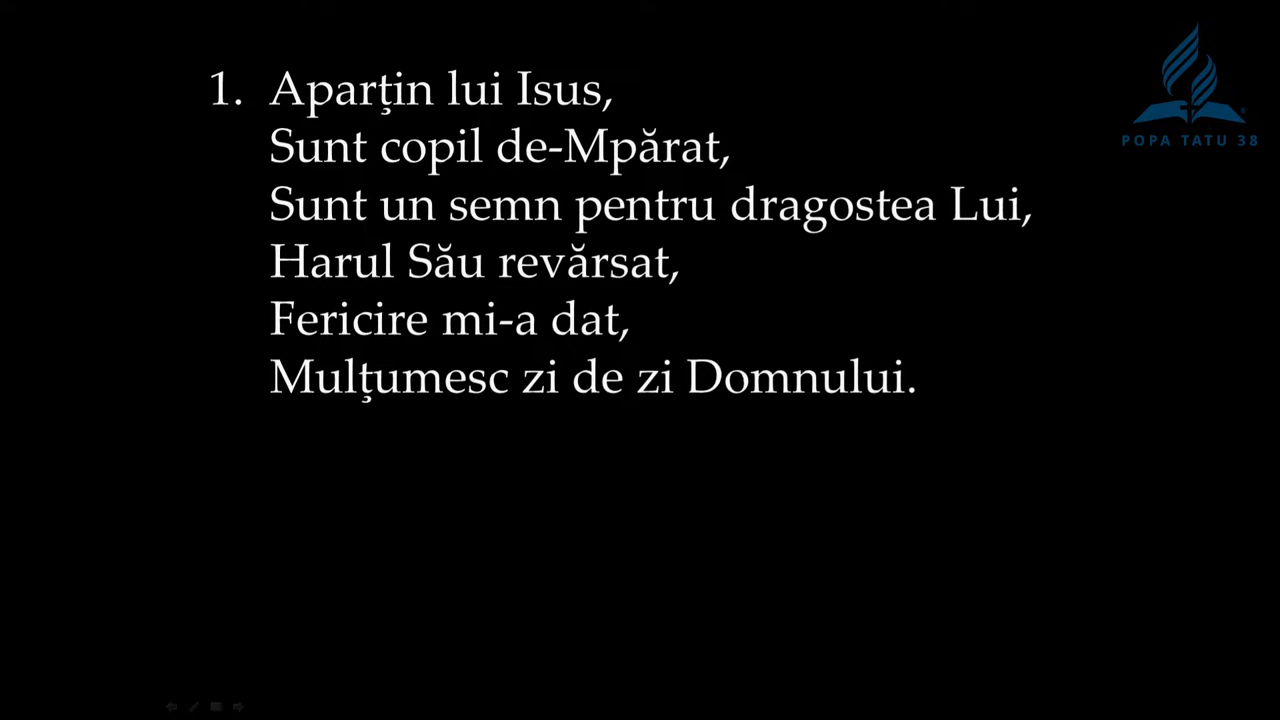 1. Aparţin lui Isus,
Sunt copil de-Mpărat,
Sunt un semn pentru dragostea Lui,
Harul Său revărsat,
Fericire mi-a dat,
Mulţumesc zi de zi Domnului.
POPA TATU 38